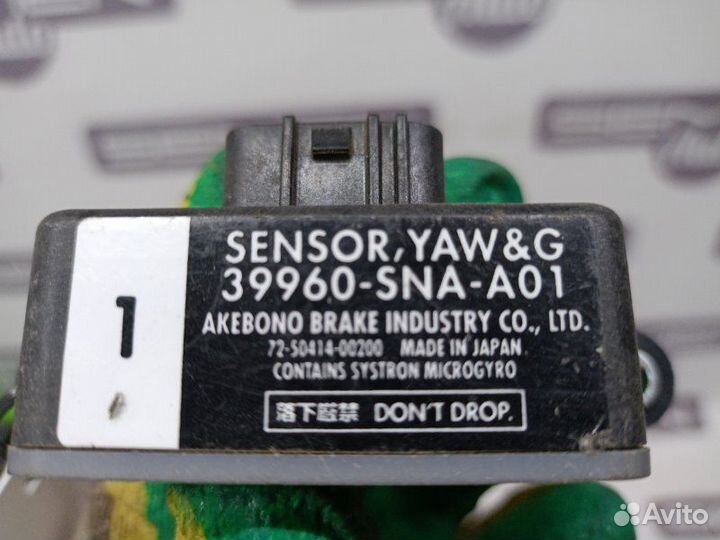 1
SENSOR, YAW&G
39960-SNA-A01
AKEBONO BRAKE INDUSTRY CO., LTD.
72-S0414-00200 MADE IN JAPAN
CONTAINS SYSTRON MICROGYRO
落下厳禁 DON'T DROP.
Avito